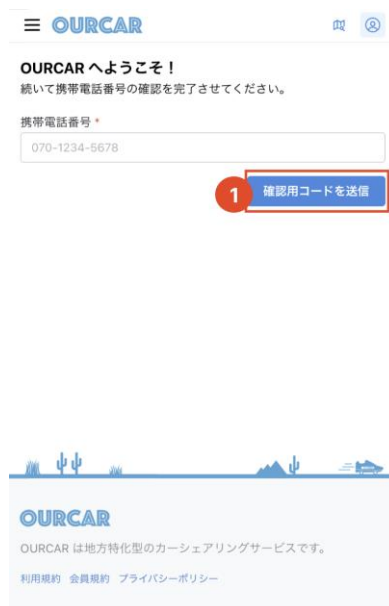 OURCAR
OURCAR へようこそ！
続いて携帯電話番号の確認を完了させてください。
携帯電話番号 *
070-1234-5678
1 確認用コードを送信
OURCAR
OURCAR は地方特化型のカーシェアリングサービスです。
利用規約 会員規約 プライバシーポリシー